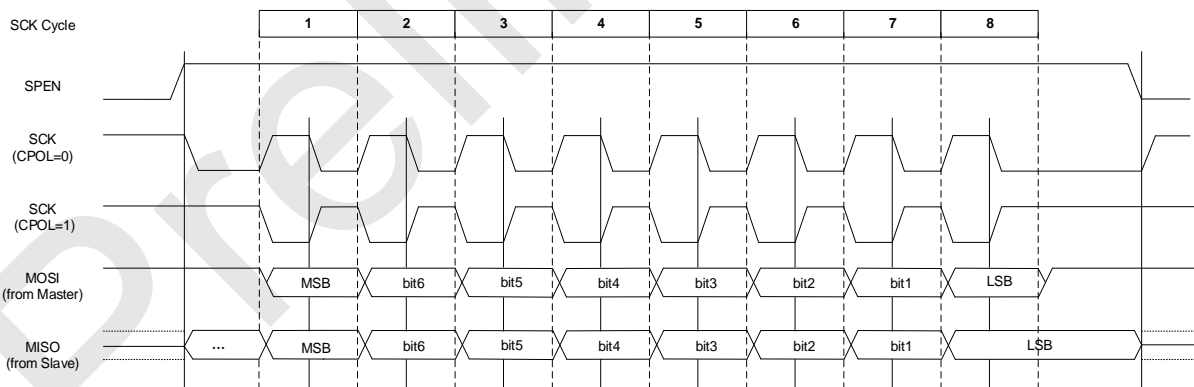 SCK Cycle
1 2 3 4 5 6 7 8
SPEN
SCK
(CPOL=0)
SCK
(CPOL=1)
MOSI
(from Master)
MSB bit6 bit5 bit4 bit3 bit2 bit1 LSB
MISO
(from Slave)
... MSB bit6 bit5 bit4 bit3 bit2 bit1 LSB
Prelim